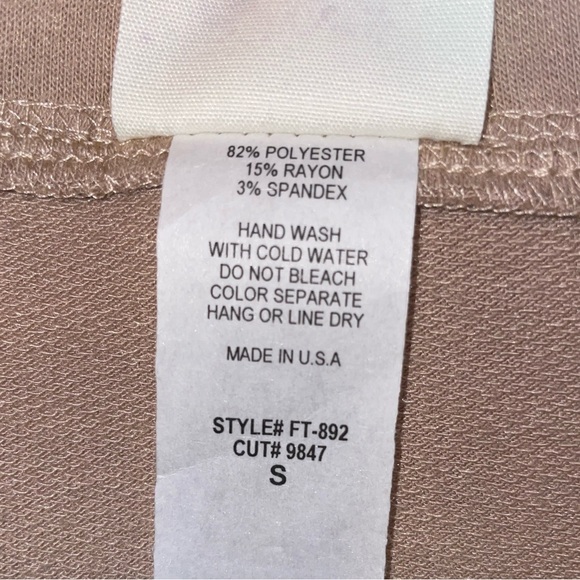 82% POLYESTER
15% RAYON
3% SPANDEX
HAND WASH
WITH COLD WATER
DO NOT BLEACH
COLOR SEPARATE
HANG OR LINE DRY
MADE IN U.S.A
STYLE# FT-892
CUT# 9847
S